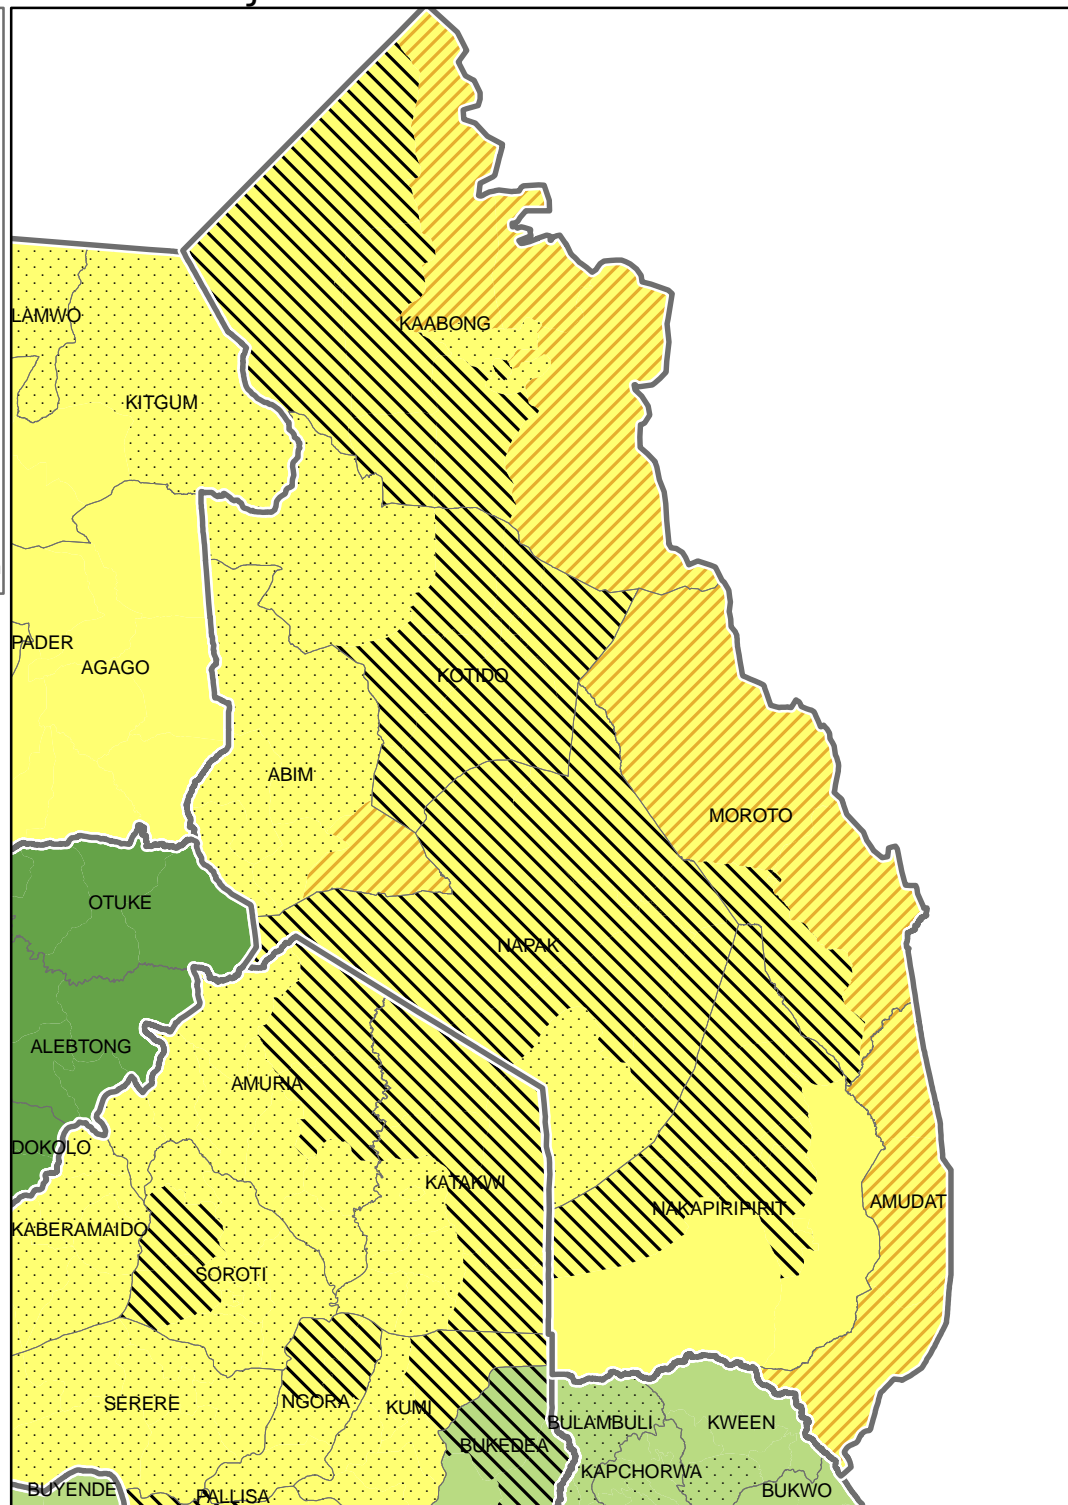 KAABONG
LAMWO
KITGUM
PADER
AGAGO
KOTIDO
ABIM
MOROTO
OTUKE
NAPAK
ALEBTONG
AMURIA
DOKOLO
KATAKWI
NAKAPIRIPIRIT
AMUDAT
KABERAMAIDO
SOROTI
SERERE
NGORA
KUMI
BULAMBULI
KWEEN
BUKEDEA
KAPCHORWA
BUYENDE
PALLISA
BUKWO